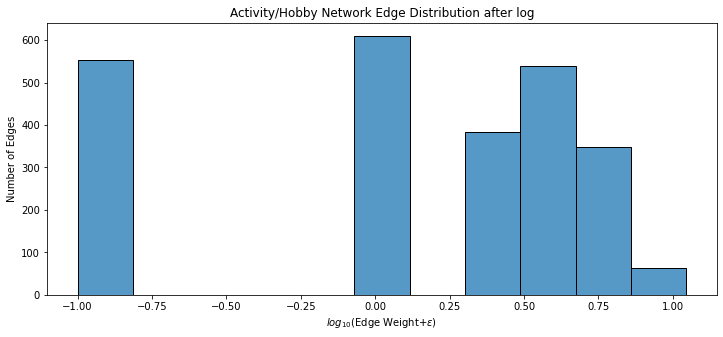 Activity/Hobby Network Edge Distribution after log
Number of Edges
600
500
400
300
200
100
0
−1.00 −0.75 −0.50 −0.25 0.00 0.25 0.50 0.75 1.00
log₁₀(Edge Weight+ε)